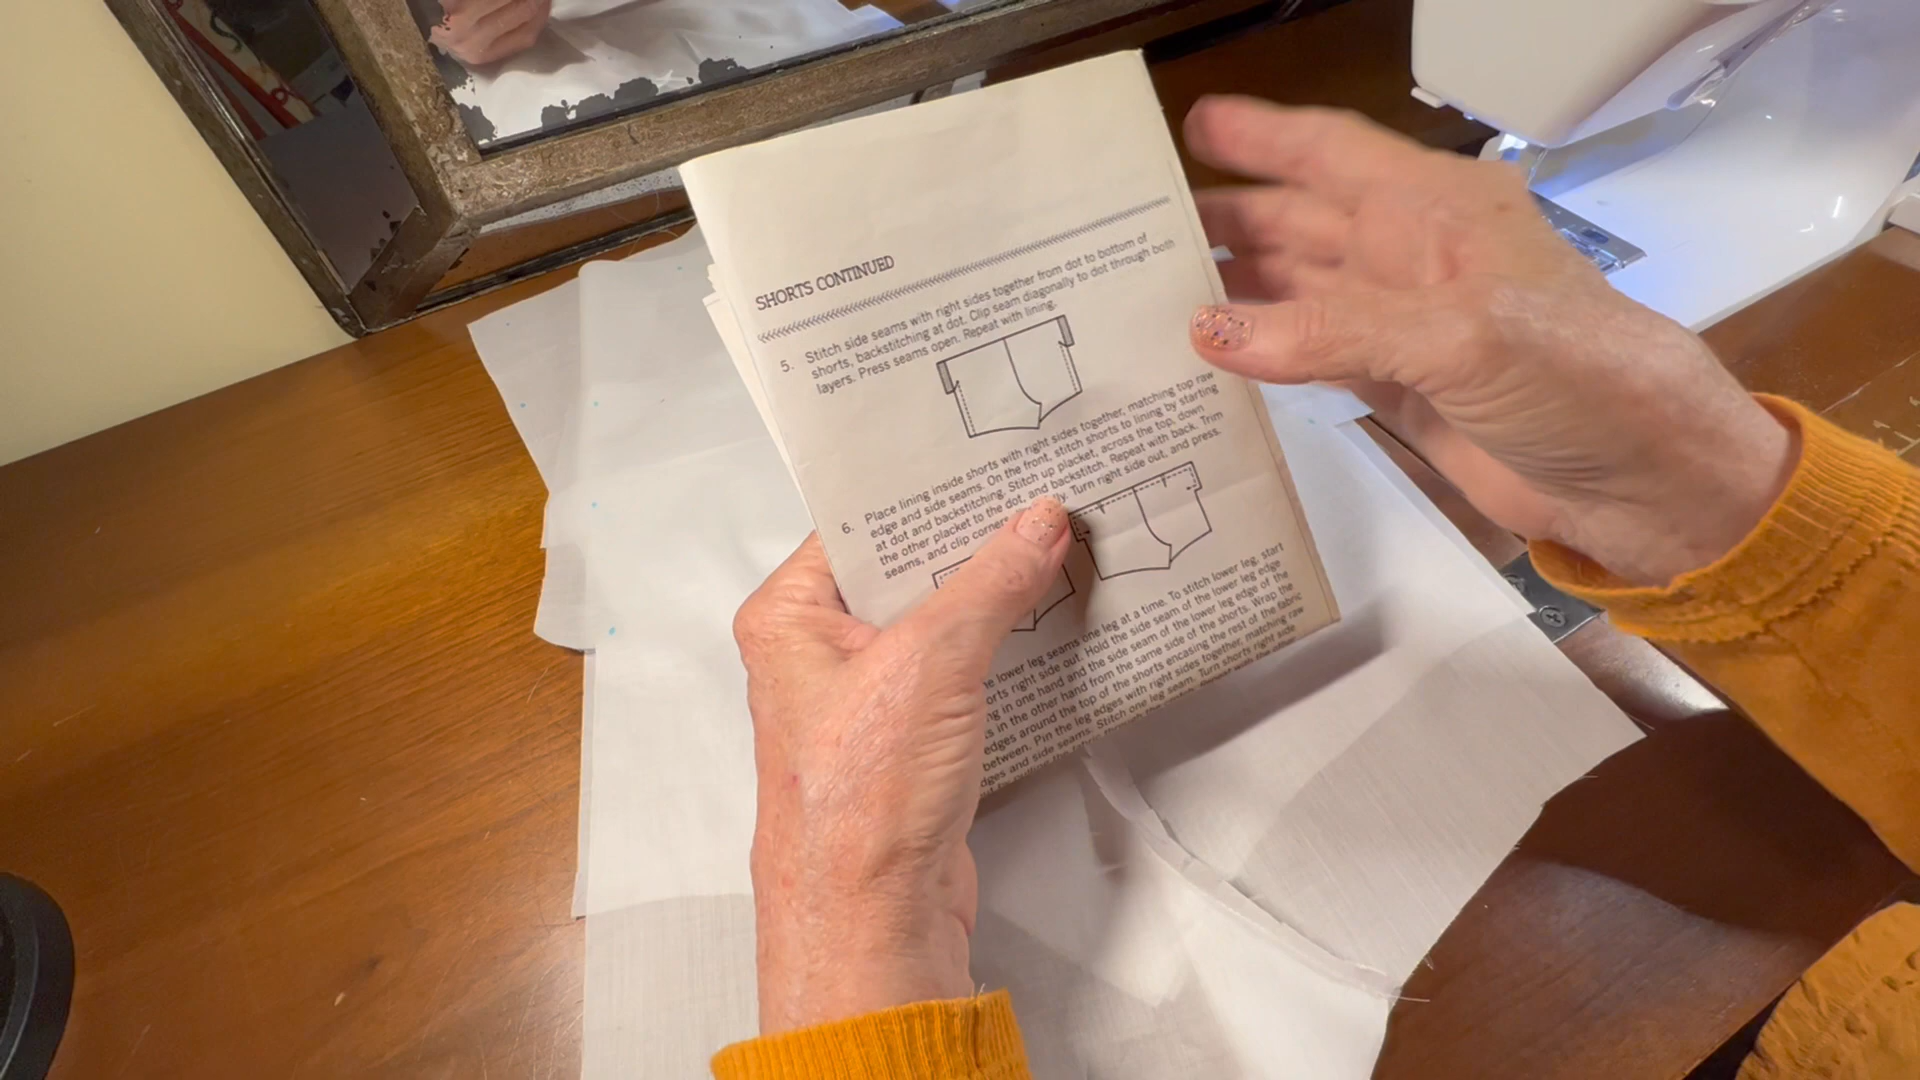 SHORTS CONTINUED
5. Stitch side seams with right sides together from dot to bottom of
shorts, backstitching at dot. Clip seam diagonally to dot through both
layers. Press seams open. Repeat with lining.
6. Place lining inside shorts with right sides together, matching top raw
edge and side seams. On the front, stitch shorts to lining by starting
at dot and backstitching. Stitch up placket, across the top, down
the other placket to the dot, and backstitch. Repeat with back. Trim
seams, and clip corners ly. Turn right side out, and press.
lower leg seams one leg at a time. To stitch lower leg, start
right side out. Hold the side seam of the lower leg edge
in one hand and the side seam of the lower leg edge of the
in the other hand from the same side of the shorts. Wrap the
edges around the top of the shorts encasing the rest of the fabric
between. Pin the leg edges with right sides together, matching raw
edges and side seams. Stitch one leg seam. Turn shorts right side